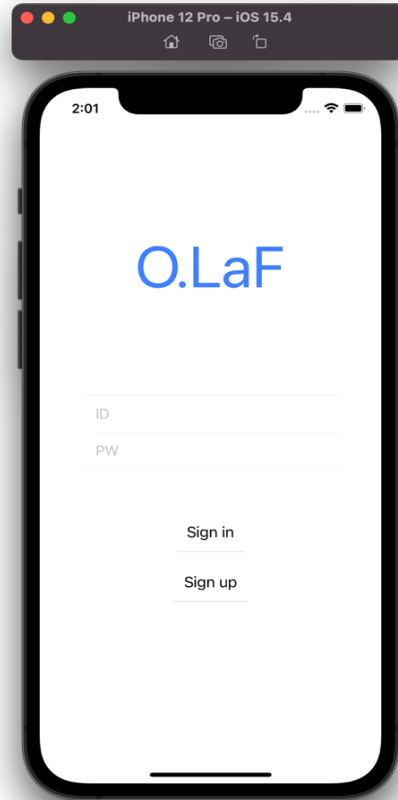 iPhone 12 Pro – iOS 15.4
2:01
O.LaF
ID
PW
Sign in
Sign up